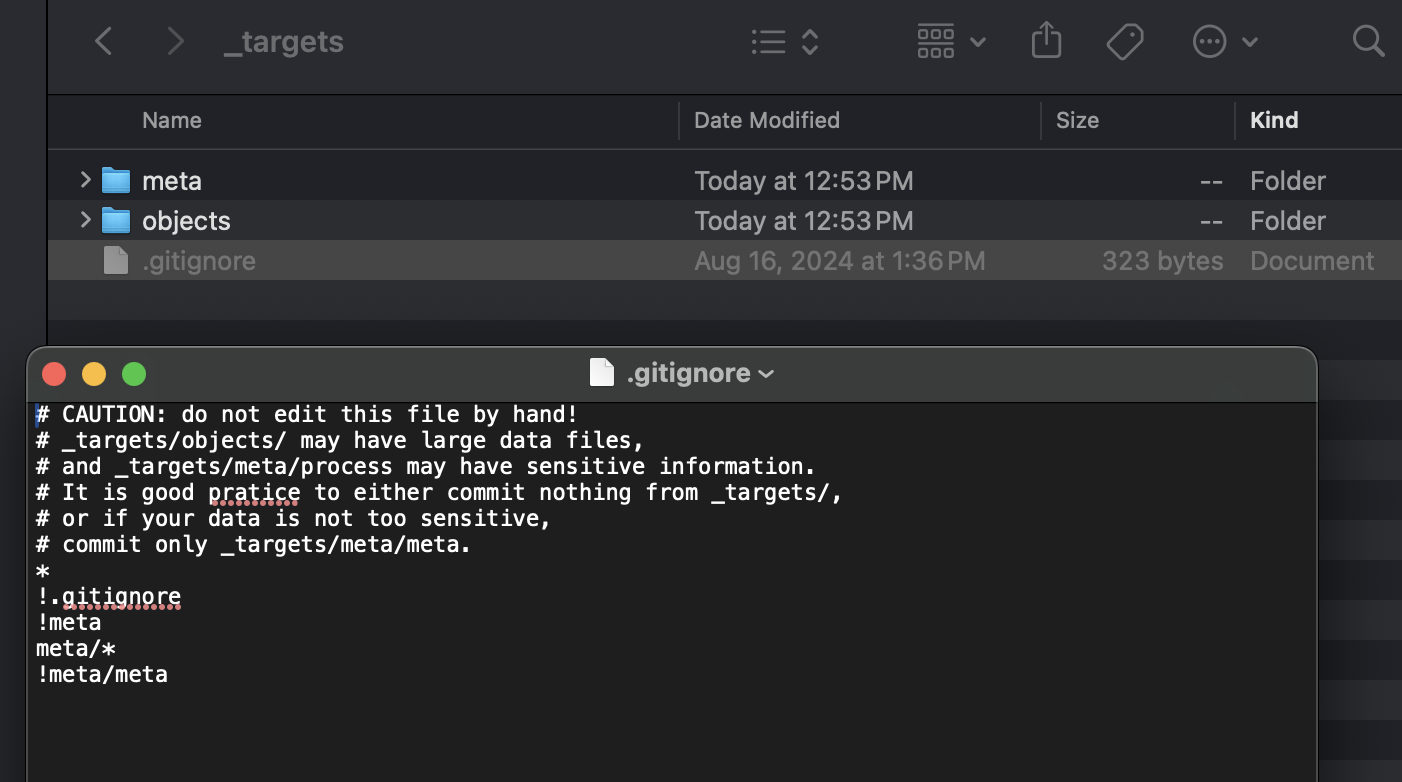 _targets
Name Date Modified Size Kind
meta Today at 12:53 PM -- Folder
objects Today at 12:53 PM -- Folder
.gitignore Aug 16, 2024 at 1:36 PM 323 bytes Document
.gitignore
# CAUTION: do not edit this file by hand!
# _targets/objects/ may have large data files,
# and _targets/meta/process may have sensitive information.
# It is good pratice to either commit nothing from _targets/,
# or if your data is not too sensitive,
# commit only _targets/meta/meta.
*
!.gitignore
!meta
meta/*
!meta/meta